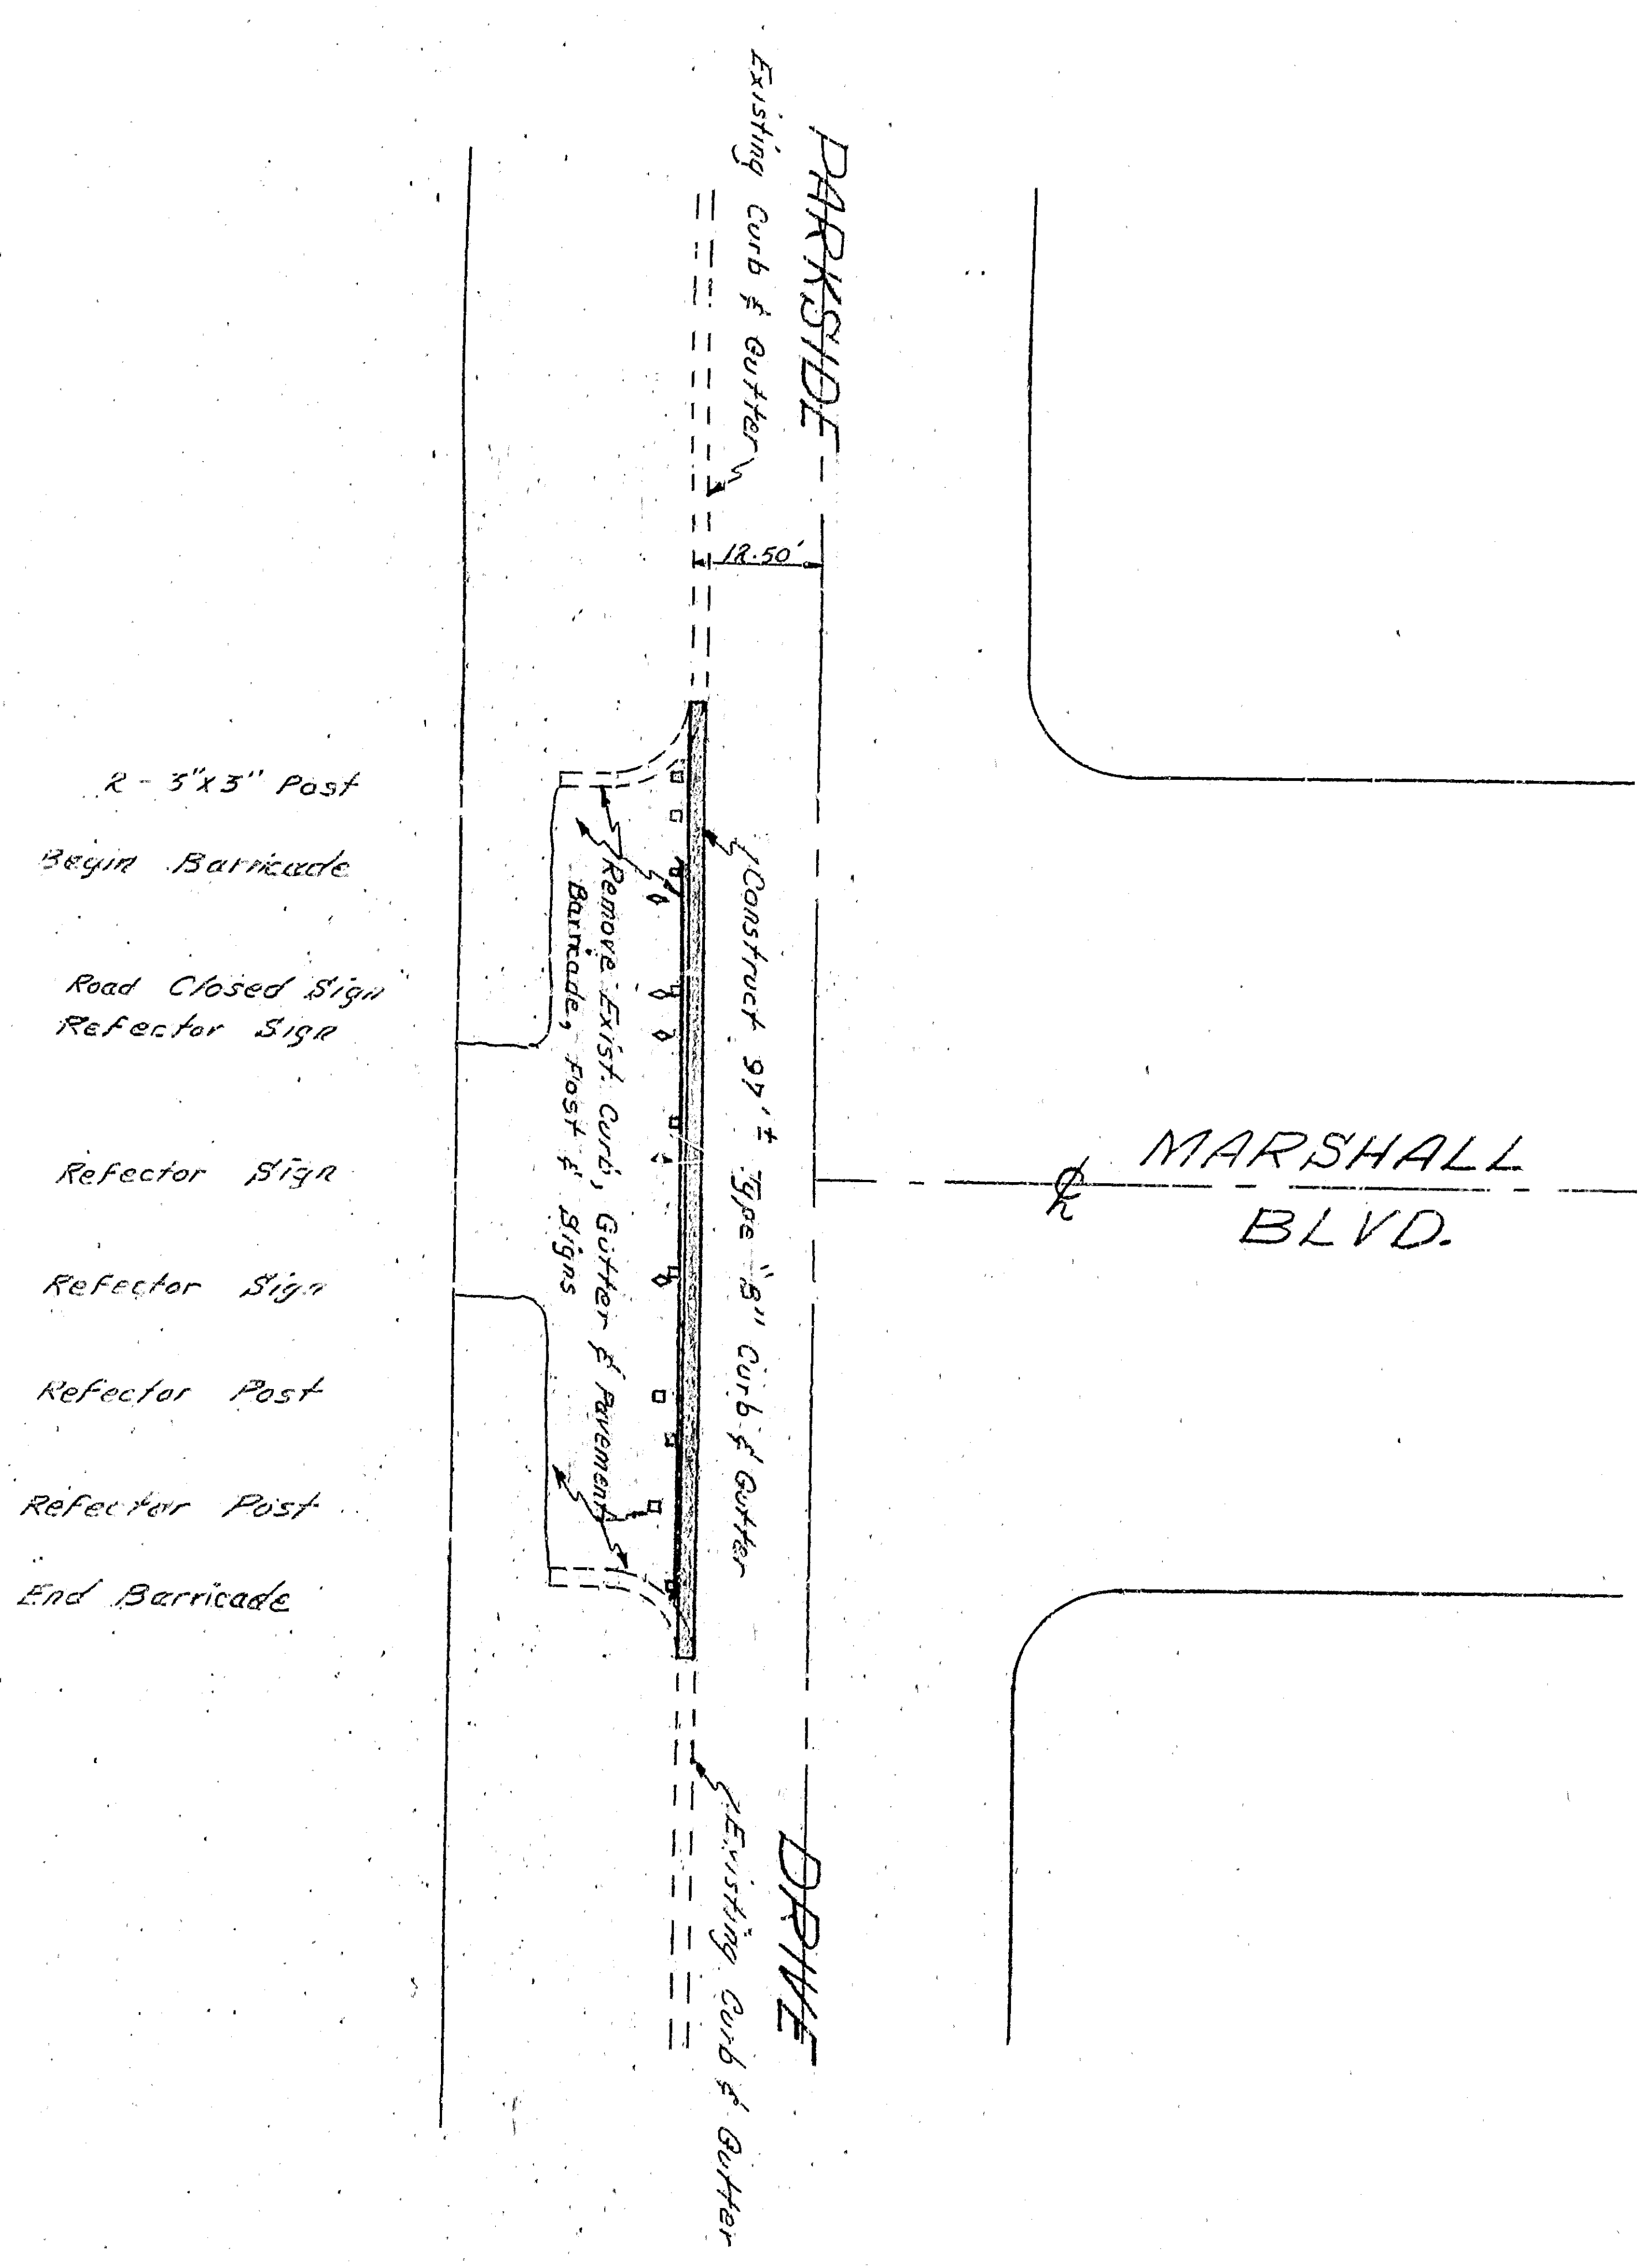 PARKSIDE
DRIVE
Existing Curb & Gutter
12.50'
2 - 3"x3" Post
Begin Barricade
Road Closed Sign
Refector Sign
Refector Sign
Refector Sign
Refector Post
Refector Post
End Barricade
Remove Exist. Curb, Gutter & Pavement
Barricade, Post & Signs
Construct 97'± Type "B" Curb & Gutter
℄
MARSHALL
BLVD.
Existing Curb & Gutter